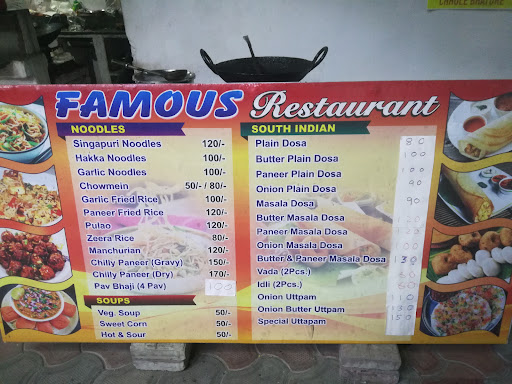 CHHOLE BHATURE
FAMOUS Restaurant
NOODLES
Singapuri Noodles 120/-
Hakka Noodles 100/-
Garlic Noodles 100/-
Chowmein 50/- / 80/-
Garlic Fried Rice 100/-
Paneer Fried Rice 120/-
Pulao 120/-
Zeera Rice 80/-
Manchurian 120/-
Chilly Paneer (Gravy) 150/-
Chilly Paneer (Dry) 170/-
Pav Bhaji (4 Pav) 100
SOUPS
Veg. Soup 50/-
Sweet Corn 50/-
Hot & Sour 50/-
SOUTH INDIAN
Plain Dosa 80
Butter Plain Dosa 100
Paneer Plain Dosa 100
Onion Plain Dosa 90
Masala Dosa 90
Butter Masala Dosa
Paneer Masala Dosa
Onion Masala Dosa
Butter & Paneer Masala Dosa 130
Vada (2Pcs.)
Idli (2Pcs.)
Onion Uttpam 110
Onion Butter Uttpam 130
Special Uttapam 150